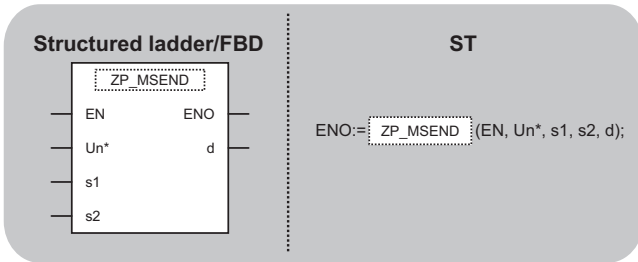 Structured ladder/FBD
ZP_MSEND
EN ENO
Un* d
s1
s2
ST
ENO:= ZP_MSEND (EN, Un*, s1, s2, d);